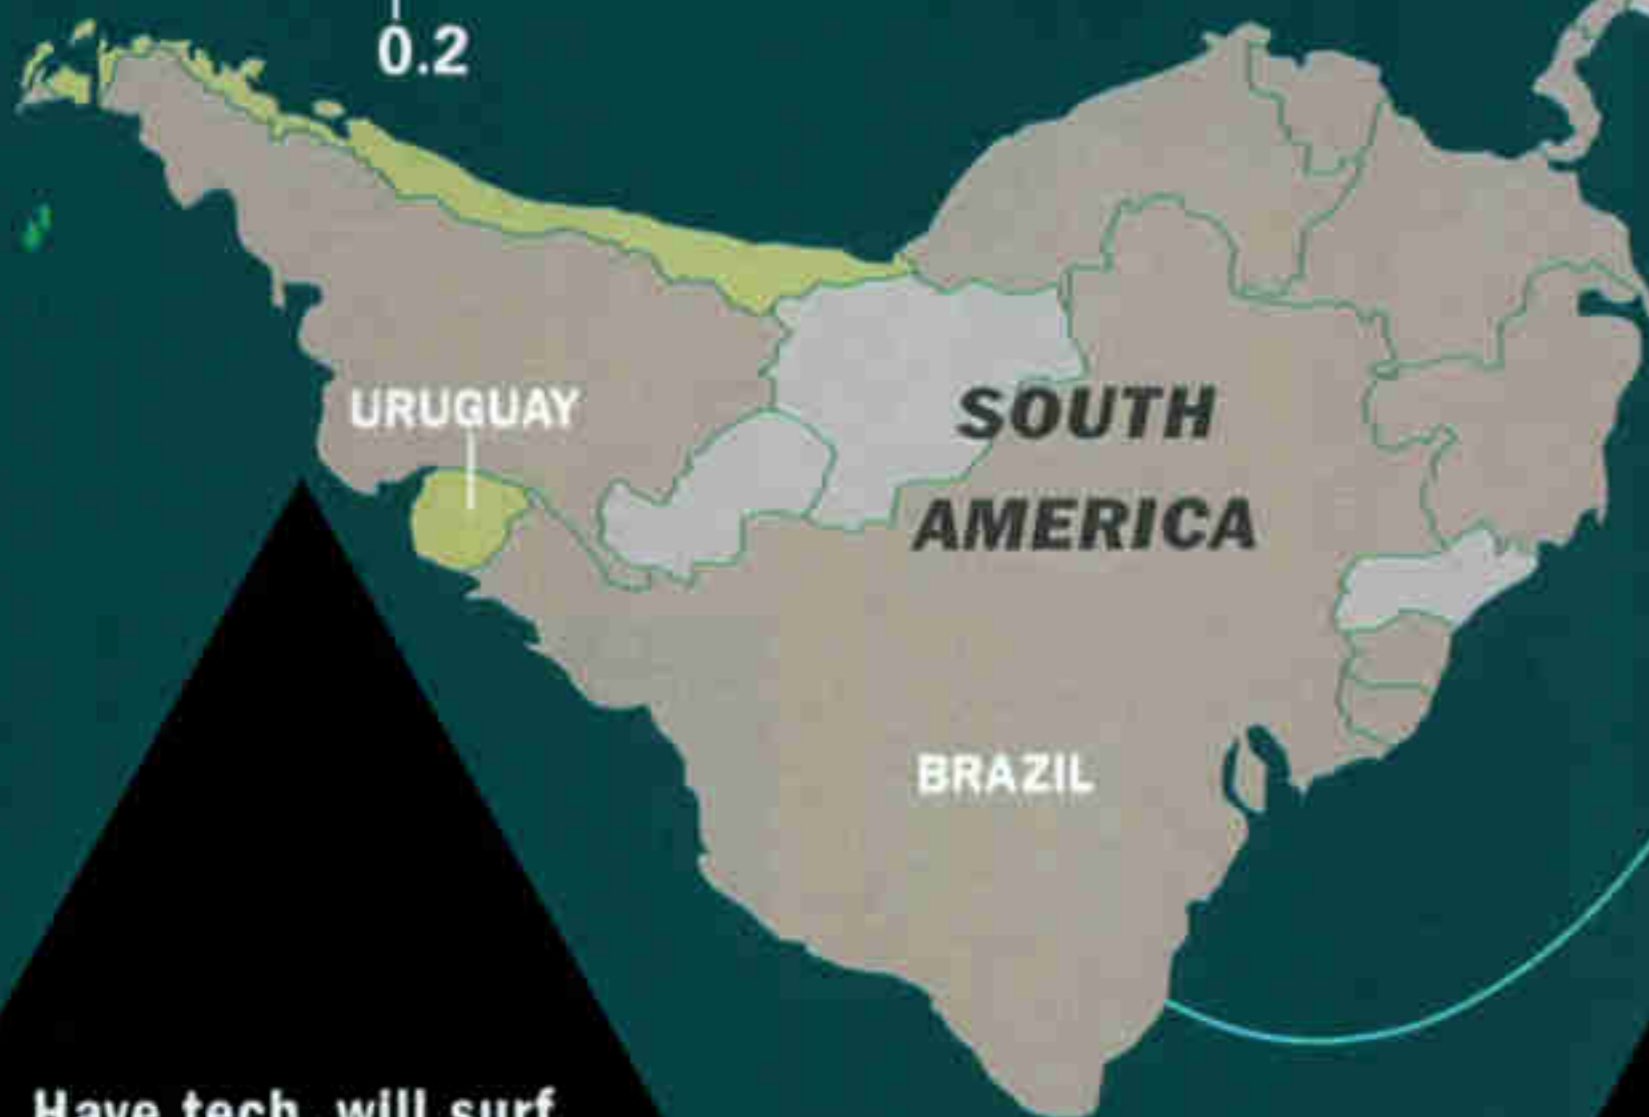 0.2
URUGUAY
SOUTH
AMERICA
BRAZIL
Have tech, will surf